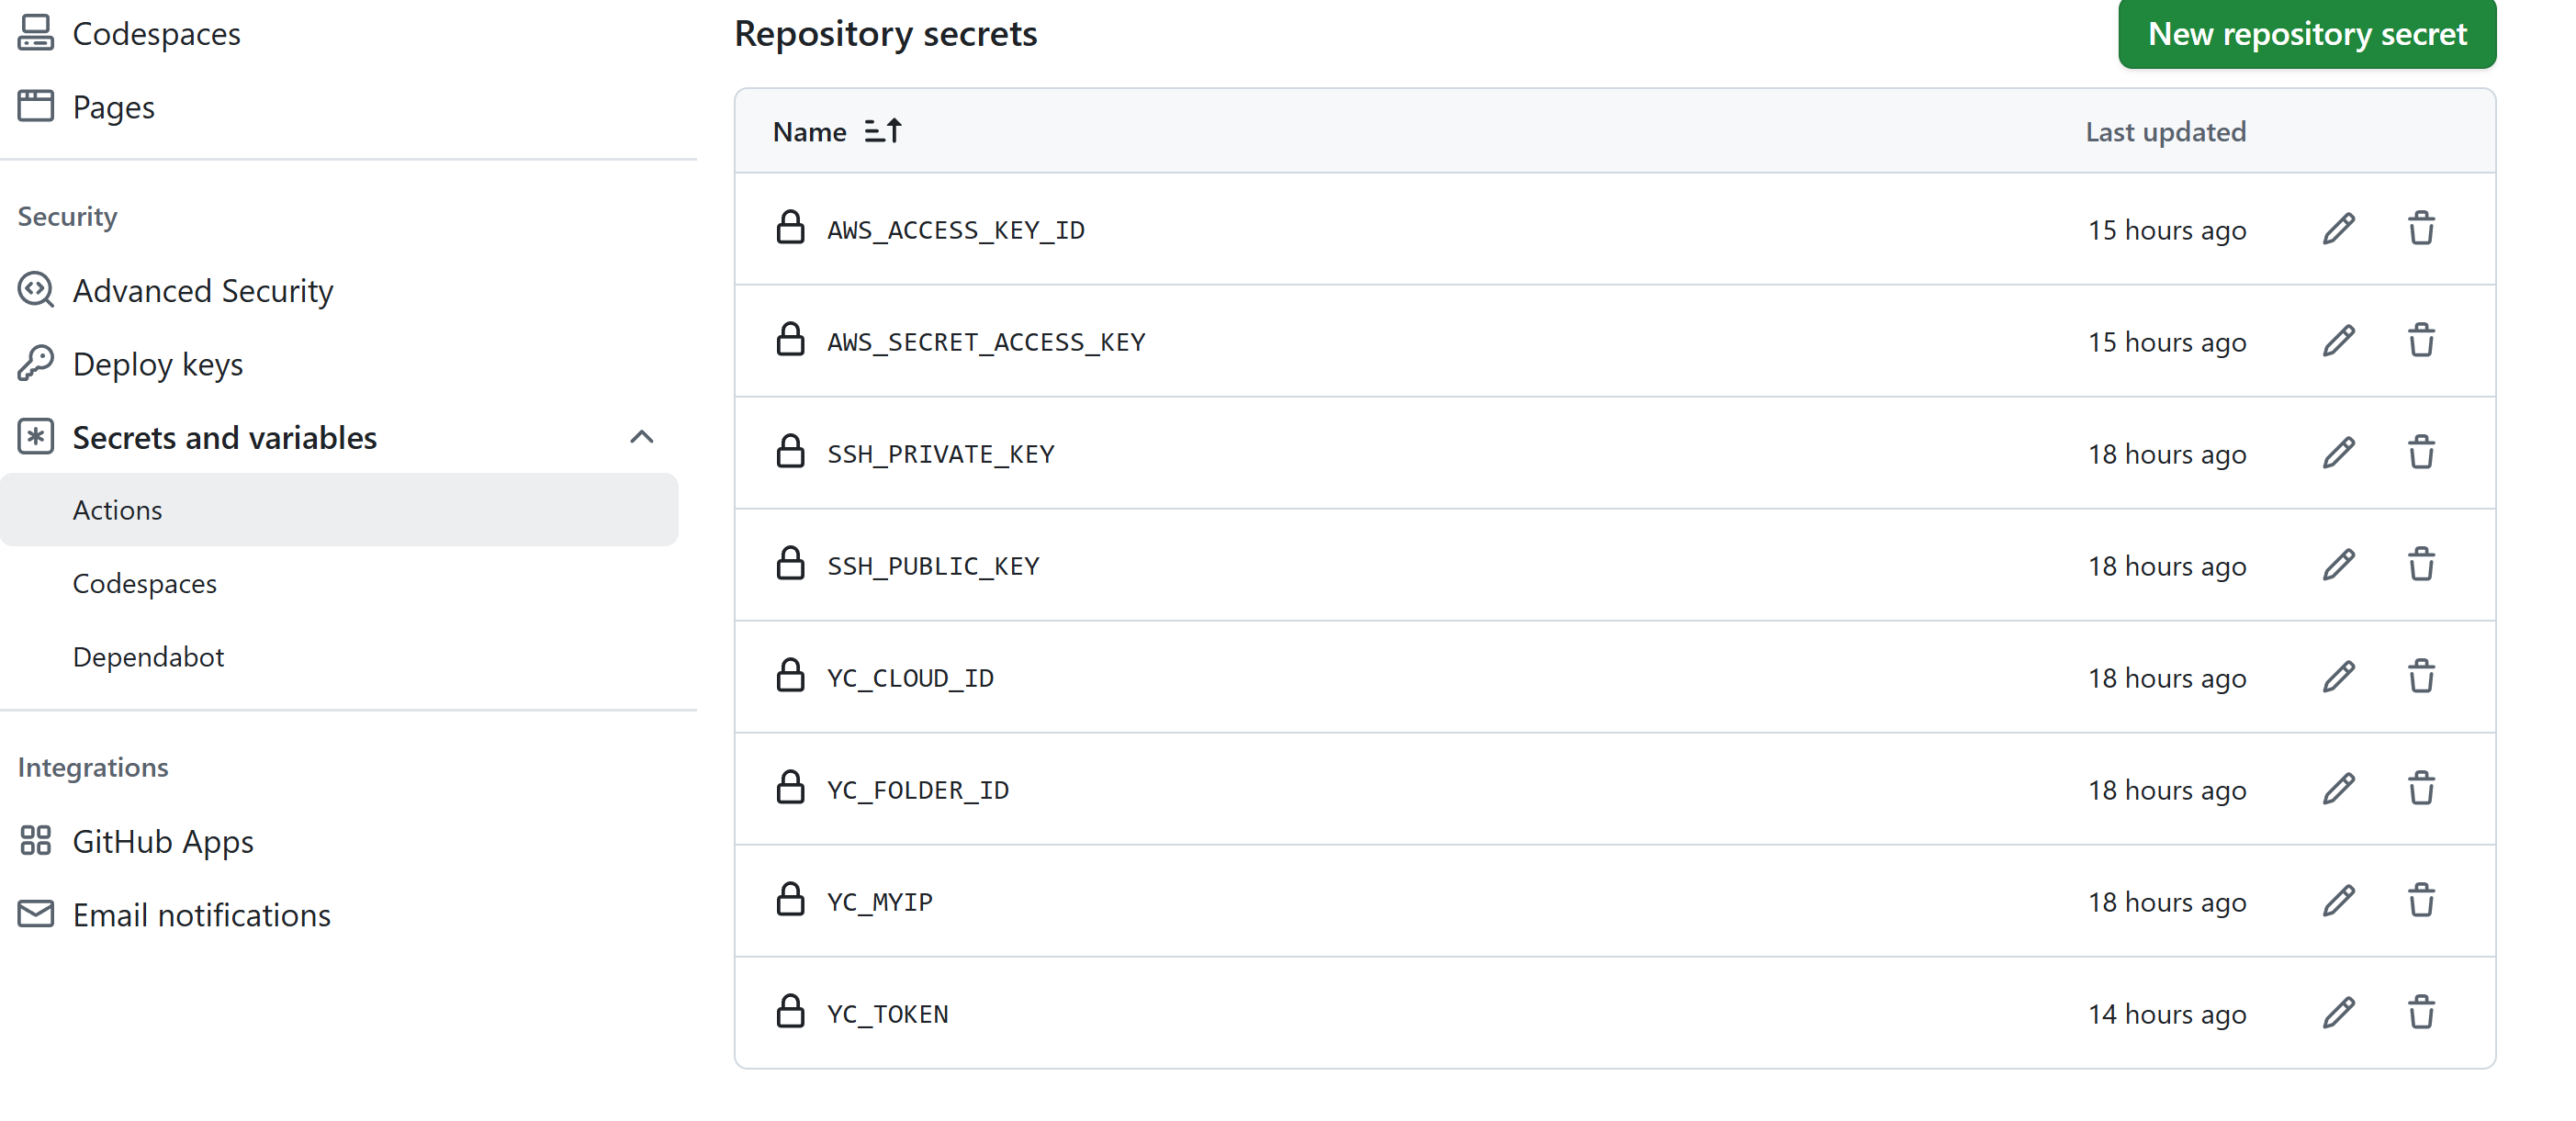 Codespaces
Pages
Security
Advanced Security
Deploy keys
Secrets and variables
Actions
Codespaces
Dependabot
Integrations
GitHub Apps
Email notifications
Repository secrets
New repository secret
Name Last updated
AWS_ACCESS_KEY_ID 15 hours ago
AWS_SECRET_ACCESS_KEY 15 hours ago
SSH_PRIVATE_KEY 18 hours ago
SSH_PUBLIC_KEY 18 hours ago
YC_CLOUD_ID 18 hours ago
YC_FOLDER_ID 18 hours ago
YC_MYIP 18 hours ago
YC_TOKEN 14 hours ago